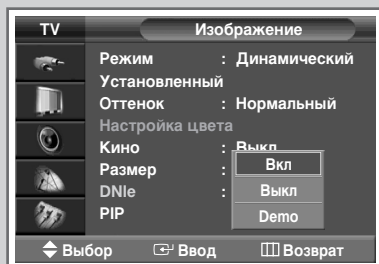 TV Изображение
Режим : Динамический
Установленный
Оттенок : Нормальный
Настройка цвета
Кино : Выкл
Размер :
DNIe :
PIP
Вкл
Выкл
Demo
Выбор Ввод Возврат